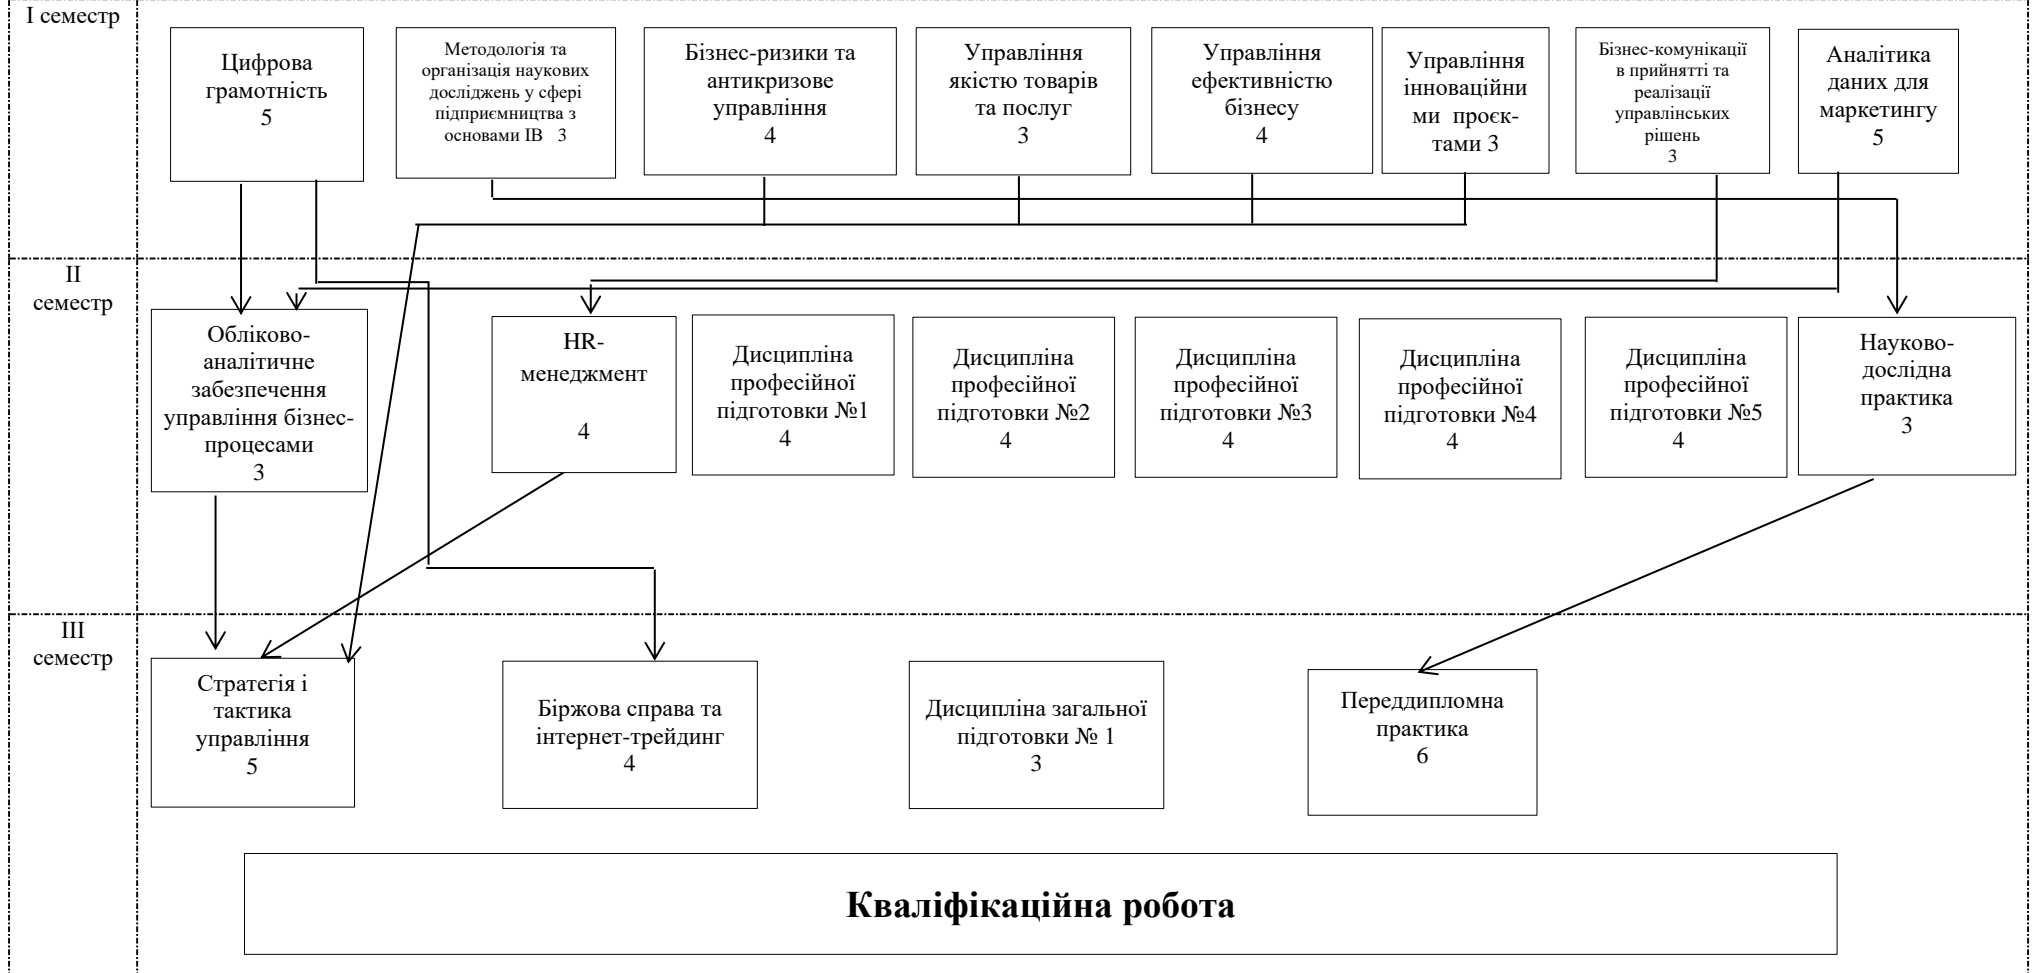 І семестр
Цифрова
грамотність
5
Методологія та
організація наукових
досліджень у сфері
підприємництва з
основами ІВ 3
Бізнес-ризики та
антикризове
управління
4
Управління
якістю товарів
та послуг
3
Управління
ефективністю
бізнесу
4
Управління
інноваційни
ми проєк-
тами 3
Бізнес-комунікації
в прийнятті та
реалізації
управлінських
рішень
3
Аналітика
даних для
маркетингу
5
ІІ
семестр
Обліково-
аналітичне
забезпечення
управління бізнес-
процесами
3
HR-
менеджмент
4
Дисципліна
професійної
підготовки №1
4
Дисципліна
професійної
підготовки №2
4
Дисципліна
професійної
підготовки №3
4
Дисципліна
професійної
підготовки №4
4
Дисципліна
професійної
підготовки №5
4
Науково-
дослідна
практика
3
ІІІ
семестр
Стратегія і
тактика
управління
5
Біржова справа та
інтернет-трейдинг
4
Дисципліна загальної
підготовки № 1
3
Переддипломна
практика
6
Кваліфікаційна робота